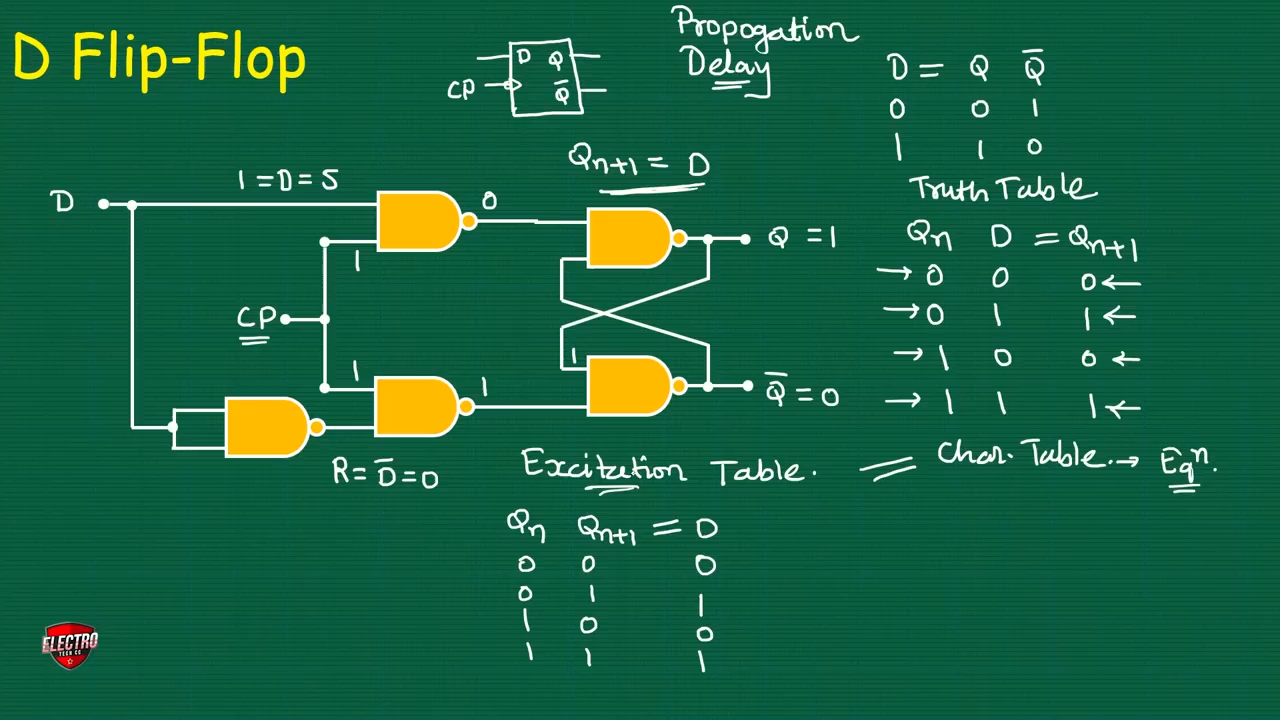 D Flip-Flop
D Q
CP Q̅
Propogation
Delay
D = Q Q̅
0 0 1
1 1 0
Truth Table
Qn+1 = D
1 = D = S
D
0
1
Q = 1
CP
1
1
1
Q̅ = 0
R = D̅ = 0
Qn D = Qn+1
→ 0 0 0 ←
→ 0 1 1 ←
→ 1 0 0 ←
→ 1 1 1 ←
Char. Table. → Eqn.
Excitation Table.
Qn Qn+1 = D
0 0 0
0 1 1
1 0 0
1 1 1
ELECTRO
TECH CC